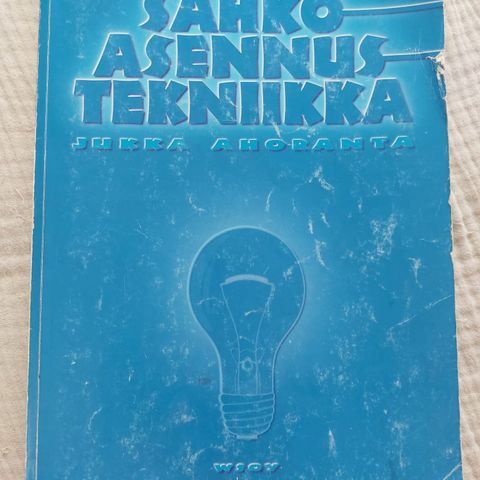 SÄHKÖ
ASENNUS
TEKNIIKKA
JUKKA AHORANTA
WSOY